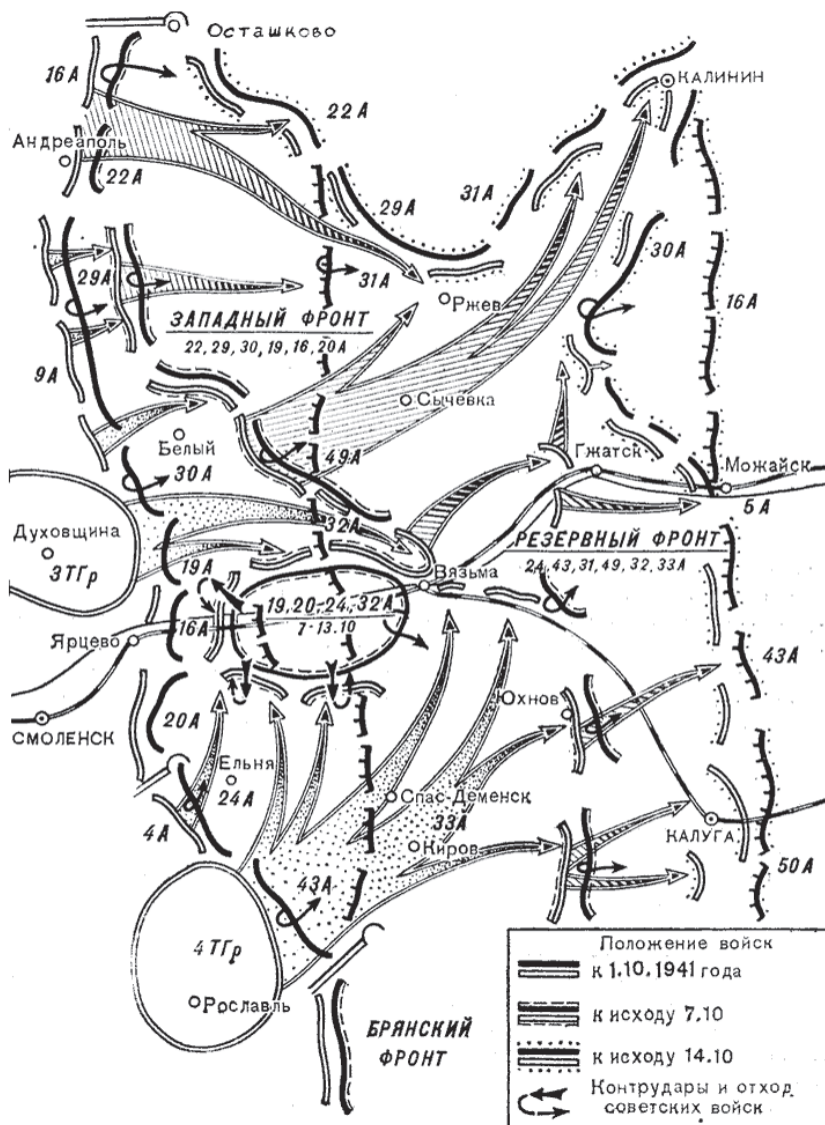 Осташково
16А
КАЛИНИН
22А
Андреаполь
22А
31А
29А
30А
29А
31А
16А
Ржев
ЗАПАДНЫЙ ФРОНТ
22, 29, 30, 19, 16, 20А
9А
Сычевка
Белый
49А
Гжатск
Можайск
30А
5А
32А
Духовщина
РЕЗЕРВНЫЙ ФРОНТ
24, 43, 31, 49, 32, 33А
3ТГр
19А
Вязьма
19, 20, 24, 32А
7-13.10
16А
Ярцево
43А
20А
Юхнов
СМОЛЕНСК
Ельня
24А
Спас-Деменск
4А
33А
КАЛУГА
Киров
43А
50А
4ТГр
Рославль
БРЯНСКИЙ
ФРОНТ
Положение войск
к 1.10.1941 года
к исходу 7.10
к исходу 14.10
Контрудары и отход
советских войск